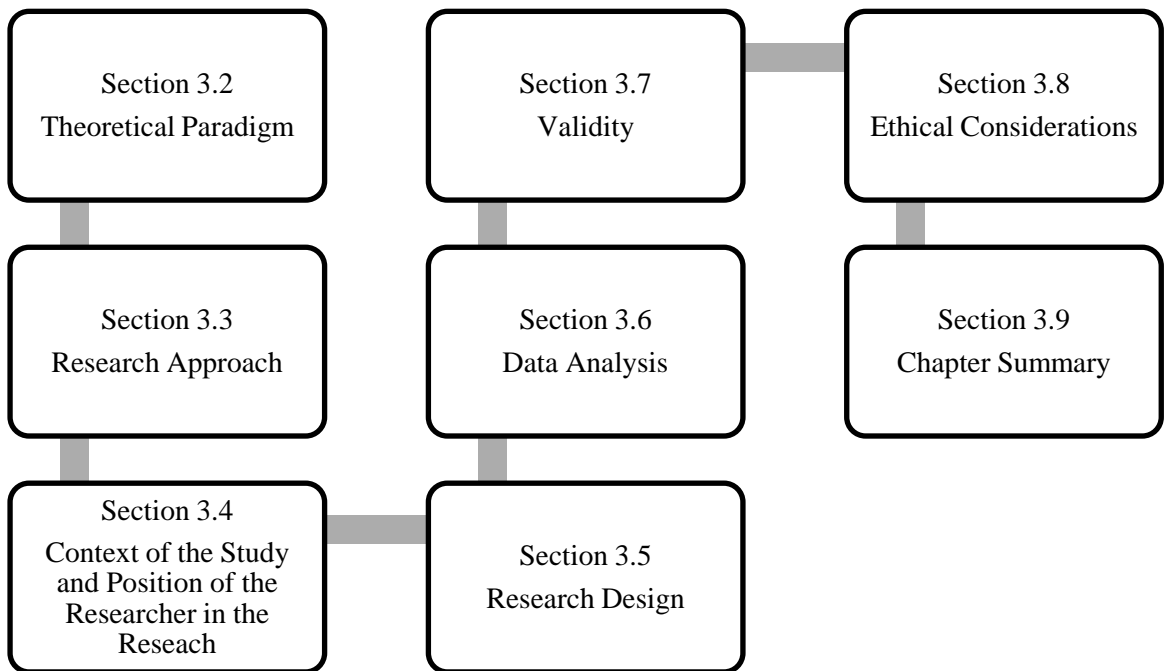 Section 3.2
Theoretical Paradigm
Section 3.3
Research Approach
Section 3.4
Context of the Study
and Position of the
Researcher in the
Reseach
Section 3.5
Research Design
Section 3.6
Data Analysis
Section 3.7
Validity
Section 3.8
Ethical Considerations
Section 3.9
Chapter Summary